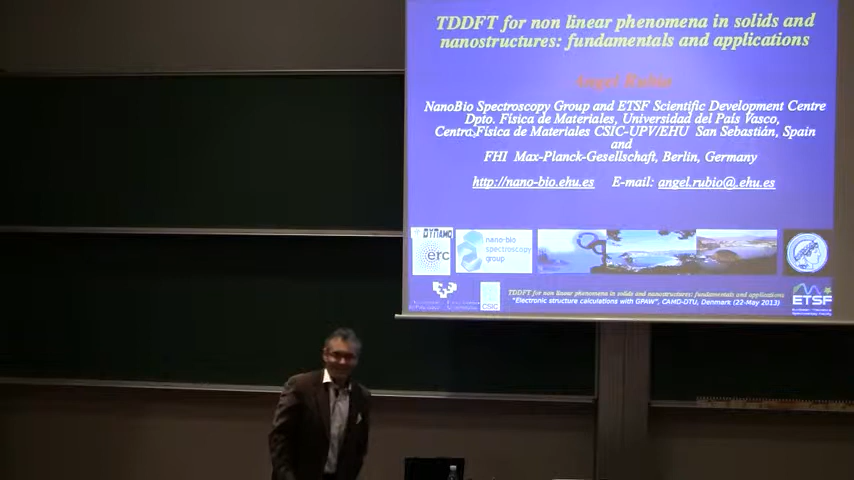 TDDFT for non linear phenomena in solids and
nanostructures: fundamentals and applications
Angel Rubio
NanoBio Spectroscopy Group and ETSF Scientific Development Centre
Dpto. Física de Materiales, Universidad del País Vasco,
Centro Física de Materiales CSIC-UPV/EHU San Sebastián, Spain
and
FHI Max-Planck-Gesellschaft, Berlin, Germany
http://nano-bio.ehu.es E-mail: angel.rubio@.ehu.es
DYNAMO
erc
nano-bio
spectroscopy
group
CSIC
TDDFT for non linear phenomena in solids and nanostructures: fundamentals and applications
"Electronic structure calculations with GPAW", CAMD-DTU, Denmark (22-May 2013)
ETSF